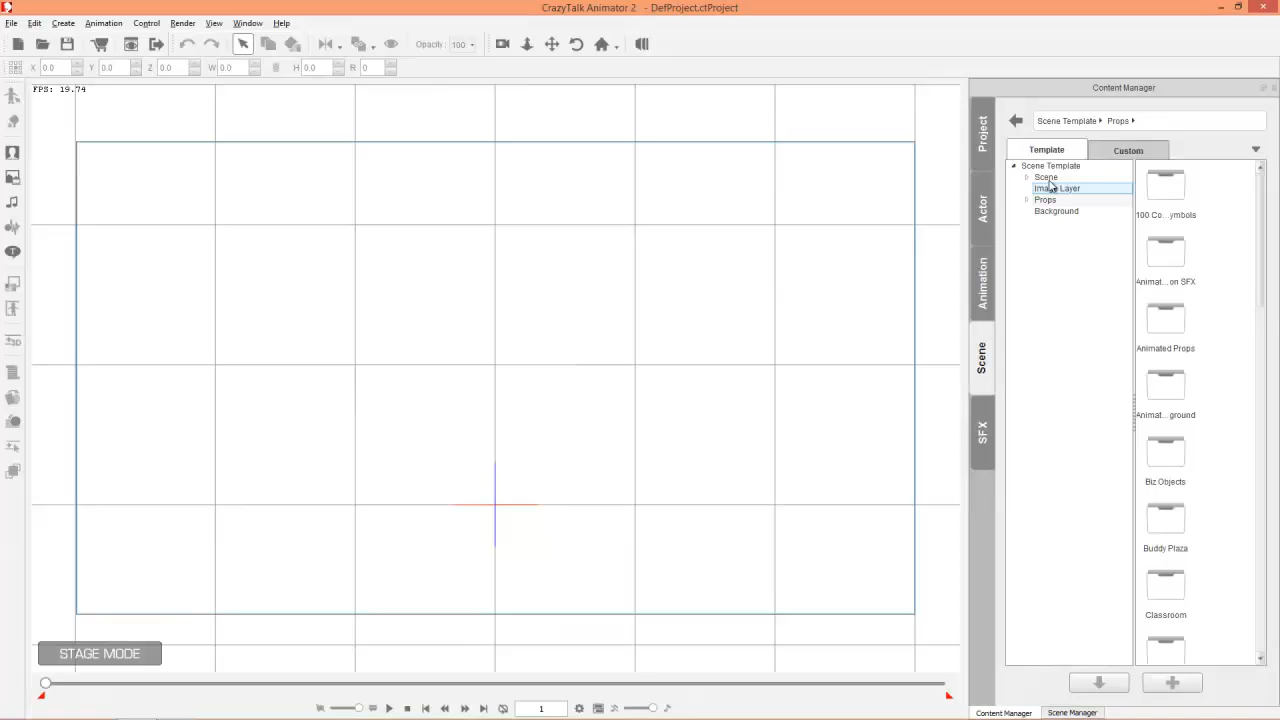 CrazyTalk Animator 2 - DefProject.ctProject
File Edit Create Animation Control Render View Window Help
Opacity : 100
X 0.0 Y 0.0 Z 0.0 W 0.0 H 0.0 R 0
FPS: 19.74
Content Manager
Scene Template Props
Template Custom
Project
Actor
Animation
Scene
SFX
Scene Template
Scene
Image Layer
Props
Background
100 Co...ymbols
Animat...on SFX
Animated Props
Animat...ground
Biz Objects
Buddy Plaza
Classroom
STAGE MODE
1
Content Manager Scene Manager